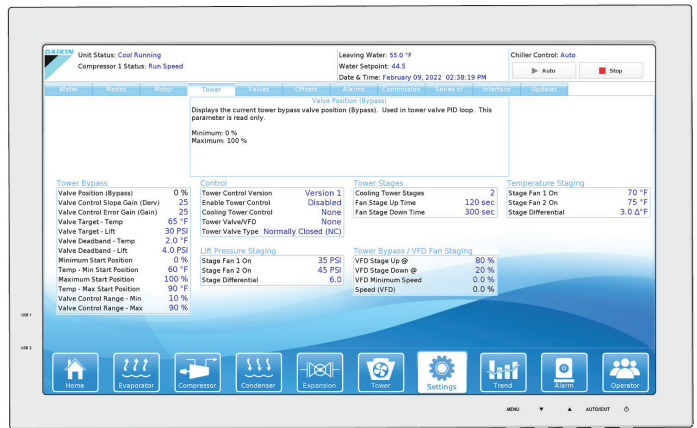 DAIKIN
Unit Status: Cool Running
Compressor 1 Status: Run Speed
Leaving Water: 55.0 °F
Water Setpoint: 44.5
Date & Time: February 09, 2022 02:38:19 PM
Chiller Control: Auto
Auto
Stop
Water Modes Motor Tower Valves Offsets Alarms Commission Series cf Interface Updater
Valve Position (Bypass)
Displays the current tower bypass valve position (Bypass). Used in tower valve PID loop. This
parameter is read only.
Minimum: 0 %
Maximum: 100 %
Tower Bypass
Valve Position (Bypass) 0 %
Valve Control Slope Gain (Derv) 25
Valve Control Error Gain (Gain) 25
Valve Target - Temp 65 °F
Valve Target - Lift 30 PSI
Valve Deadband - Temp 2.0 °F
Valve Deadband - Lift 4.0 PSI
Minimum Start Position 0 %
Temp - Min Start Position 60 °F
Maximum Start Position 100 %
Temp - Max Start Position 90 °F
Valve Control Range - Min 10 %
Valve Control Range - Max 90 %
Control
Tower Control Version Version 1
Enable Tower Control Disabled
Cooling Tower Control None
Tower Valve/VFD None
Tower Valve Type Normally Closed (NC)
Lift Pressure Staging
Stage Fan 1 On 35 PSI
Stage Fan 2 On 45 PSI
Stage Differential 6.0
Tower Stages
Cooling Tower Stages 2
Fan Stage Up Time 120 sec
Fan Stage Down Time 300 sec
Tower Bypass / VFD Fan Staging
VFD Stage Up @ 80 %
VFD Stage Down @ 20 %
VFD Minimum Speed 0.0 %
Speed (VFD) 0.0 %
Temperature Staging
Stage Fan 1 On 70 °F
Stage Fan 2 On 75 °F
Stage Differential 3.0 Δ°F
USB 1
USB 2
Home Evaporator Compressor Condenser Expansion Tower Settings Trend Alarm Operator
MENU ▼ ▲ AUTO/EXIT